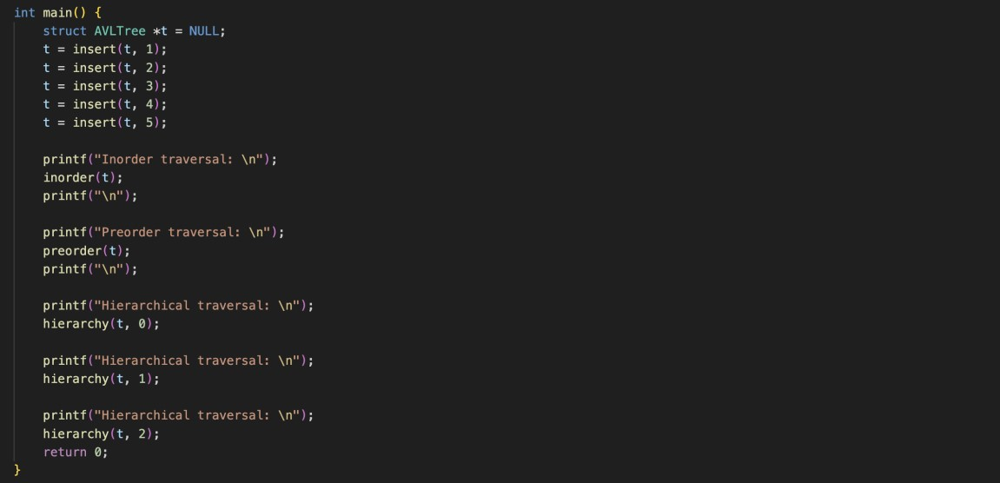 int main() {
    struct AVLTree *t = NULL;
    t = insert(t, 1);
    t = insert(t, 2);
    t = insert(t, 3);
    t = insert(t, 4);
    t = insert(t, 5);

    printf("Inorder traversal: \n");
    inorder(t);
    printf("\n");

    printf("Preorder traversal: \n");
    preorder(t);
    printf("\n");

    printf("Hierarchical traversal: \n");
    hierarchy(t, 0);

    printf("Hierarchical traversal: \n");
    hierarchy(t, 1);

    printf("Hierarchical traversal: \n");
    hierarchy(t, 2);
    return 0;
}